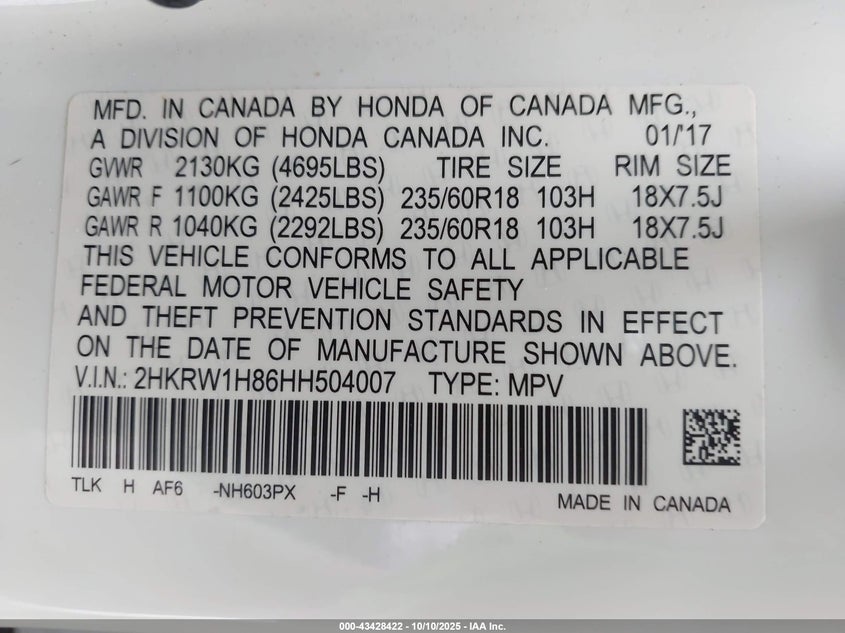 MFD. IN CANADA BY HONDA OF CANADA MFG.,
A DIVISION OF HONDA CANADA INC. 01/'17
GVWR 2130KG (4695LBS) TIRE SIZE RIM SIZE
GAWR F 1100KG (2425LBS) 235/60R18 103H 18X7.5J
GAWR R 1040KG (2292LBS) 235/60R18 103H 18X7.5J
THIS VEHICLE CONFORMS TO ALL APPLICABLE
FEDERAL MOTOR VEHICLE SAFETY
AND THEFT PREVENTION STANDARDS IN EFFECT
ON THE DATE OF MANUFACTURE SHOWN ABOVE.
V.I.N.: 2HKRW1H86HH504007 TYPE: MPV
TLK H AF6 -NH603PX -F -H
MADE IN CANADA
000-43428422 - 10/10/2025 - IAA Inc.